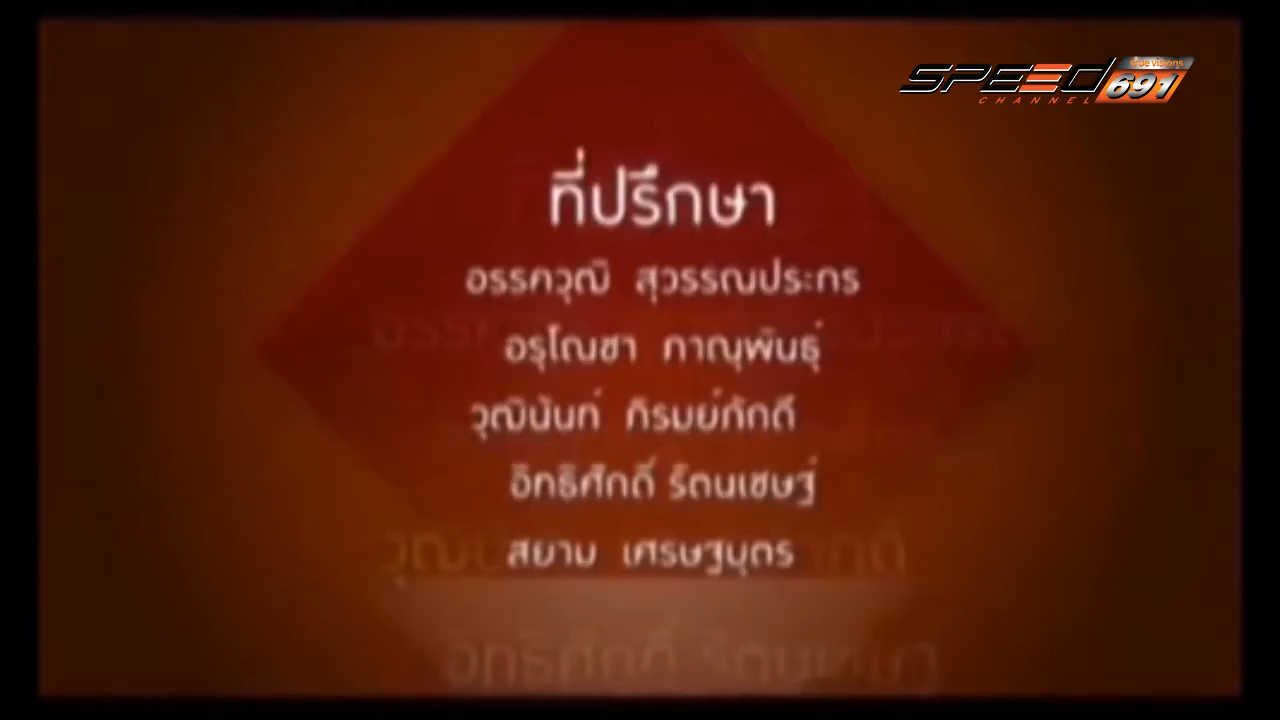 SPEED
true visions
691
CHANNEL
ที่ปรึกษา
อรรควุฒิ สุวรรณประกร
อรุโณชา ภาณุพันธุ์
วุฒินันท์ ภิรมย์ภักดี
อิทธิศักดิ์ รัตนเชษฐ์
สยาม เศรษฐบุตร